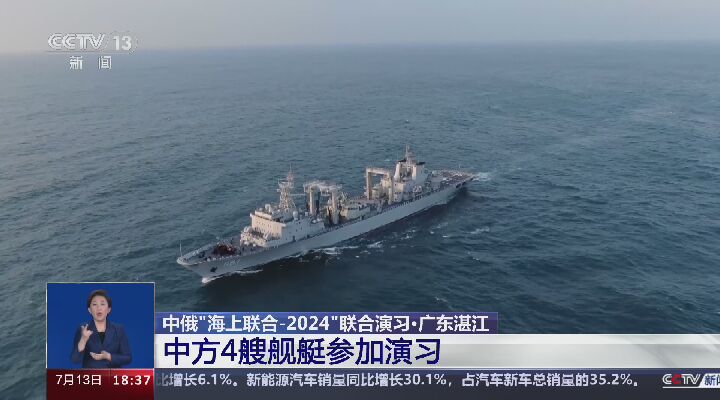 CCTV 13
新闻
中俄"海上联合-2024"联合演习·广东湛江
中方4艘舰艇参加演习
7月13日 18:37 比增长6.1%。新能源汽车销量同比增长30.1%，占汽车新车总销量的35.2%。 CCTV 新闻